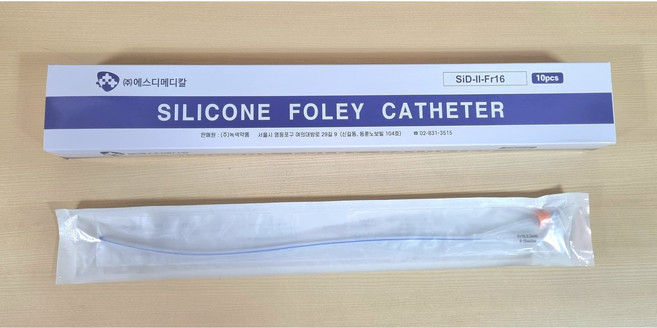 (주)에스디메디칼
SiD-II-Fr16
10pcs
SILICONE FOLEY CATHETER
판매원 : (주)녹색약품 서울시 영등포구 여의대방로 29길 9 (신길동, 동훈노보빌 104호) ☎ 02-831-3515